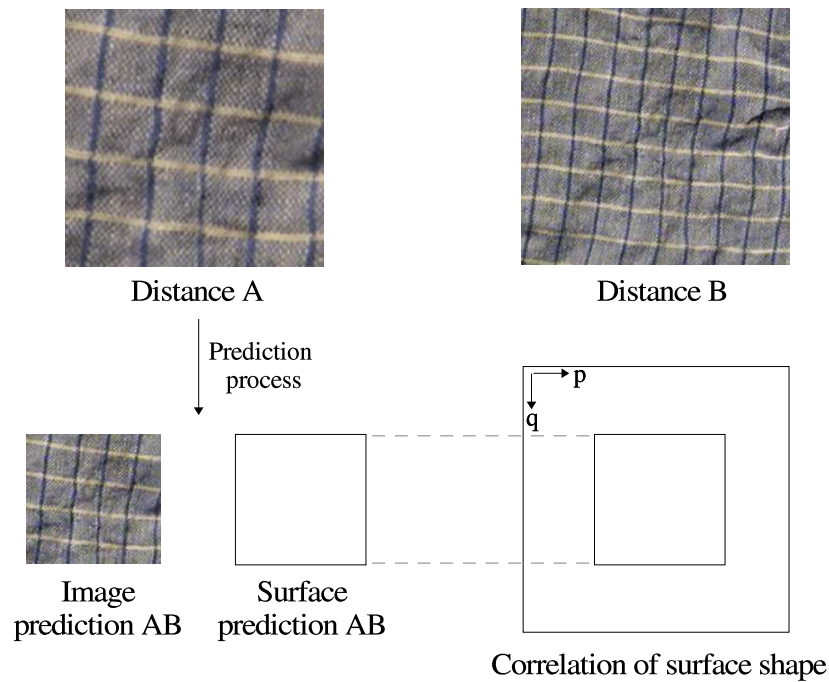 Distance A
Distance B
Prediction
process
p
q
Image
prediction AB
Surface
prediction AB
Correlation of surface shape